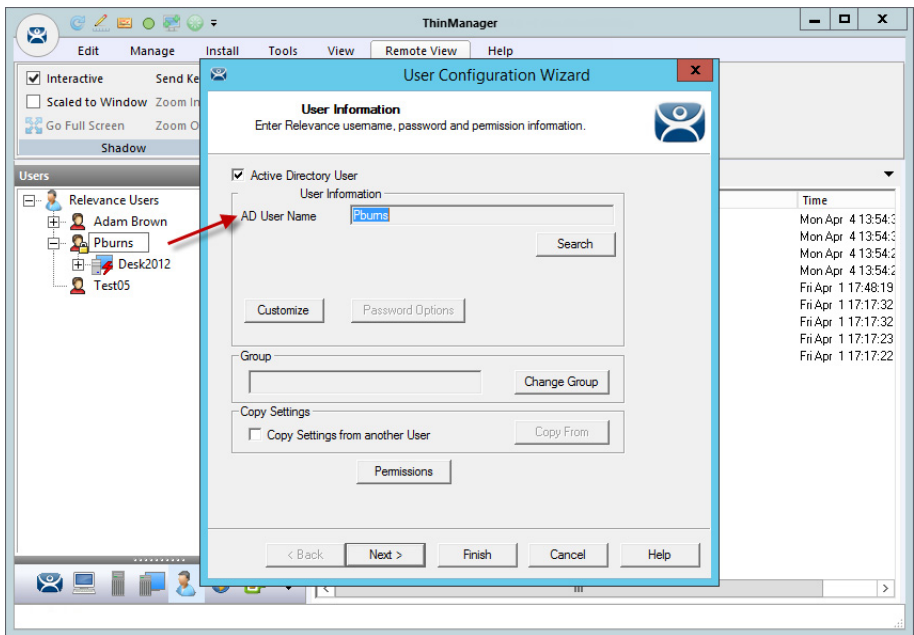 ThinManager
Edit Manage Install Tools View Remote View Help
Interactive Send Ke
Scaled to Window Zoom In
Go Full Screen Zoom O
Shadow
Users
Relevance Users
Adam Brown
Pburns
Desk2012
Test05
User Configuration Wizard
User Information
Enter Relevance username, password and permission information.
Active Directory User
User Information
AD User Name Pburns
Search
Customize Password Options
Group
Change Group
Copy Settings
Copy Settings from another User Copy From
Permissions
< Back Next > Finish Cancel Help
Time
Mon Apr 4 13:54:3
Mon Apr 4 13:54:3
Mon Apr 4 13:54:2
Mon Apr 4 13:54:2
Fri Apr 1 17:48:19
Fri Apr 1 17:17:32
Fri Apr 1 17:17:32
Fri Apr 1 17:17:23
Fri Apr 1 17:17:22